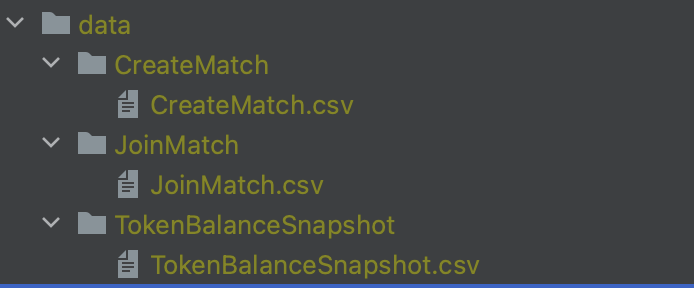 data
CreateMatch
CreateMatch.csv
JoinMatch
JoinMatch.csv
TokenBalanceSnapshot
TokenBalanceSnapshot.csv